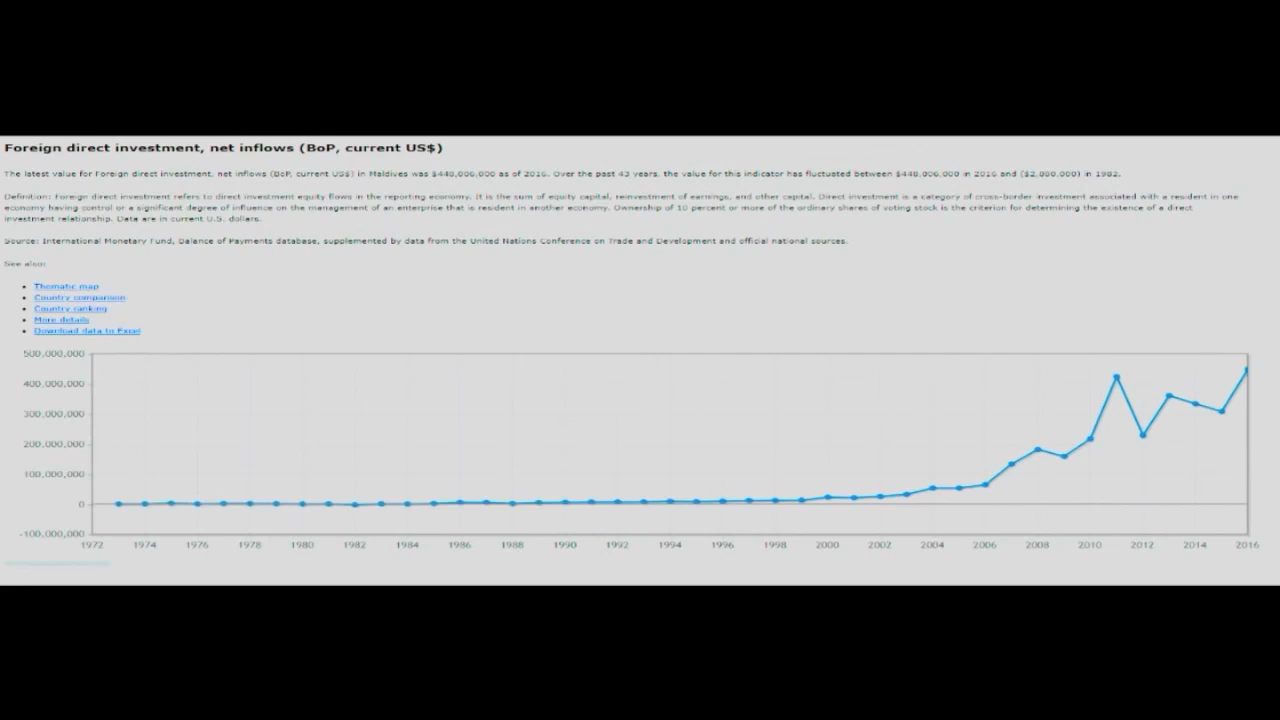 Foreign direct investment, net inflows (BoP, current US$)
The latest value for Foreign direct investment, net inflows (BoP, current US$) in Maldives was as of 2016. Over the past 43 years, the value for this indicator has fluctuated between in 2016 and in 1982.
Definition: Foreign direct investment refers to direct investment equity flows in the reporting economy. It is the sum of equity capital, reinvestment of earnings, and other capital. Direct investment is a category of cross-border investment associated with a resident in one
economy having control or a significant degree of influence on the management of an enterprise that is resident in another economy. Ownership of 10 percent or more of the ordinary shares of voting stock is the criterion for determining the existence of a direct
investment relationship. Data are in current U.S. dollars.
Source: International Monetary Fund, Balance of Payments database, supplemented by data from the United Nations Conference on Trade and Development and official national sources.
See also:
Thematic map
Country comparison
Country ranking
More details
Download data to Excel
500,000,000
400,000,000
300,000,000
200,000,000
100,000,000
0
-100,000,000
1972 1974 1976 1978 1980 1982 1984 1986 1988 1990 1992 1994 1996 1998 2000 2002 2004 2006 2008 2010 2012 2014 2016